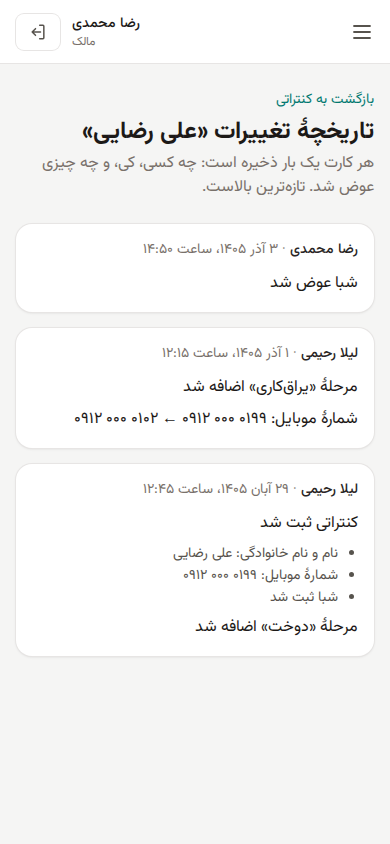 رضا محمدی
مالک
بازگشت به کنتراتی
تاریخچهٔ تغییرات «علی رضایی»
هر کارت یک بار ذخیره است: چه کسی، کی، و چه چیزی
عوض شد. تازه‌ترین بالاست.
رضا محمدی · ۳ آذر ۱۴۰۵، ساعت ۱۴:۵۰
شبا عوض شد
لیلا رحیمی · ۱ آذر ۱۴۰۵، ساعت ۱۲:۱۵
مرحلهٔ «یراق‌کاری» اضافه شد
شمارهٔ موبایل: ۰۹۱۲ ۰۰۰ ۰۱۹۹ ← ۰۹۱۲ ۰۰۰ ۰۱۰۲
لیلا رحیمی · ۲۹ آبان ۱۴۰۵، ساعت ۱۲:۴۵
کنتراتی ثبت شد
• نام و نام خانوادگی: علی رضایی
• شمارهٔ موبایل: ۰۹۱۲ ۰۰۰ ۰۱۹۹
• شبا ثبت شد
مرحلهٔ «دوخت» اضافه شد